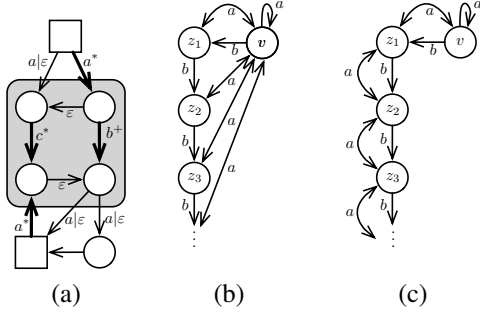 a|ε a*
ε
c* b⁺
ε
a* a|ε a|ε
(a)
a a
z₁ v
b
b
z₂
a
b a
z₃
a
b
⋮
(b)
a a
z₁ v
b
a b
z₂
a b
z₃
a b
⋮
(c)